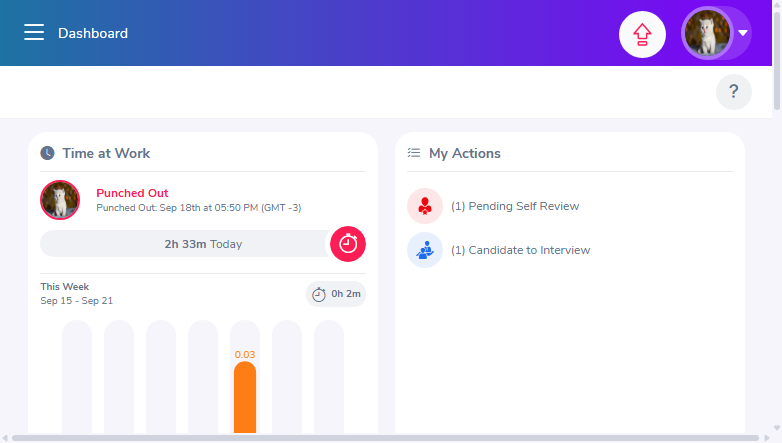 Dashboard
?
Time at Work
Punched Out
Punched Out: Sep 18th at 05:50 PM (GMT -3)
2h 33m Today
This Week
Sep 15 - Sep 21
0h 2m
0.03
My Actions
(1) Pending Self Review
(1) Candidate to Interview